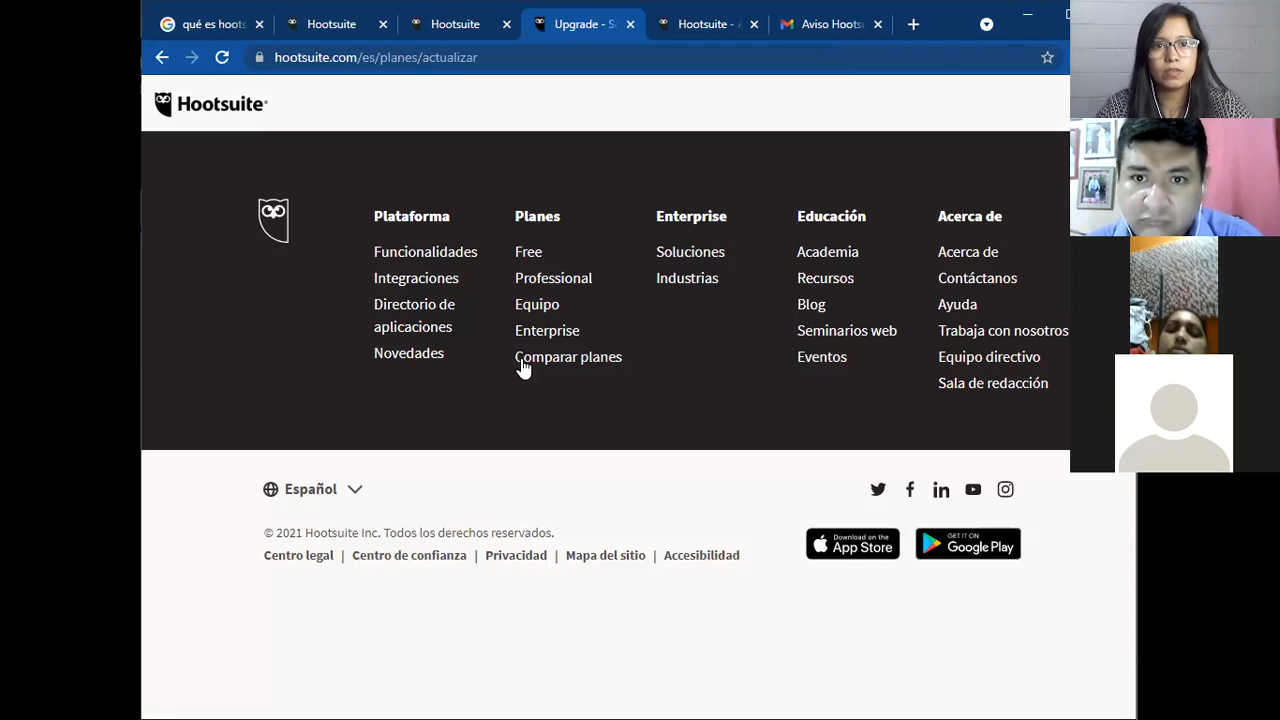 qué es hoots
Hootsuite
Hootsuite
Upgrade - S
Hootsuite -
Aviso Hoots
hootsuite.com/es/planes/actualizar
Hootsuite
Plataforma
Funcionalidades
Integraciones
Directorio de
aplicaciones
Novedades
Planes
Free
Professional
Equipo
Enterprise
Comparar planes
Enterprise
Soluciones
Industrias
Educación
Academia
Recursos
Blog
Seminarios web
Eventos
Acerca de
Acerca de
Contáctanos
Ayuda
Trabaja con nosotros
Equipo directivo
Sala de redacción
Español
© 2021 Hootsuite Inc. Todos los derechos reservados.
Centro legal | Centro de confianza | Privacidad | Mapa del sitio | Accesibilidad
Download on the
App Store
GET IT ON
Google Play